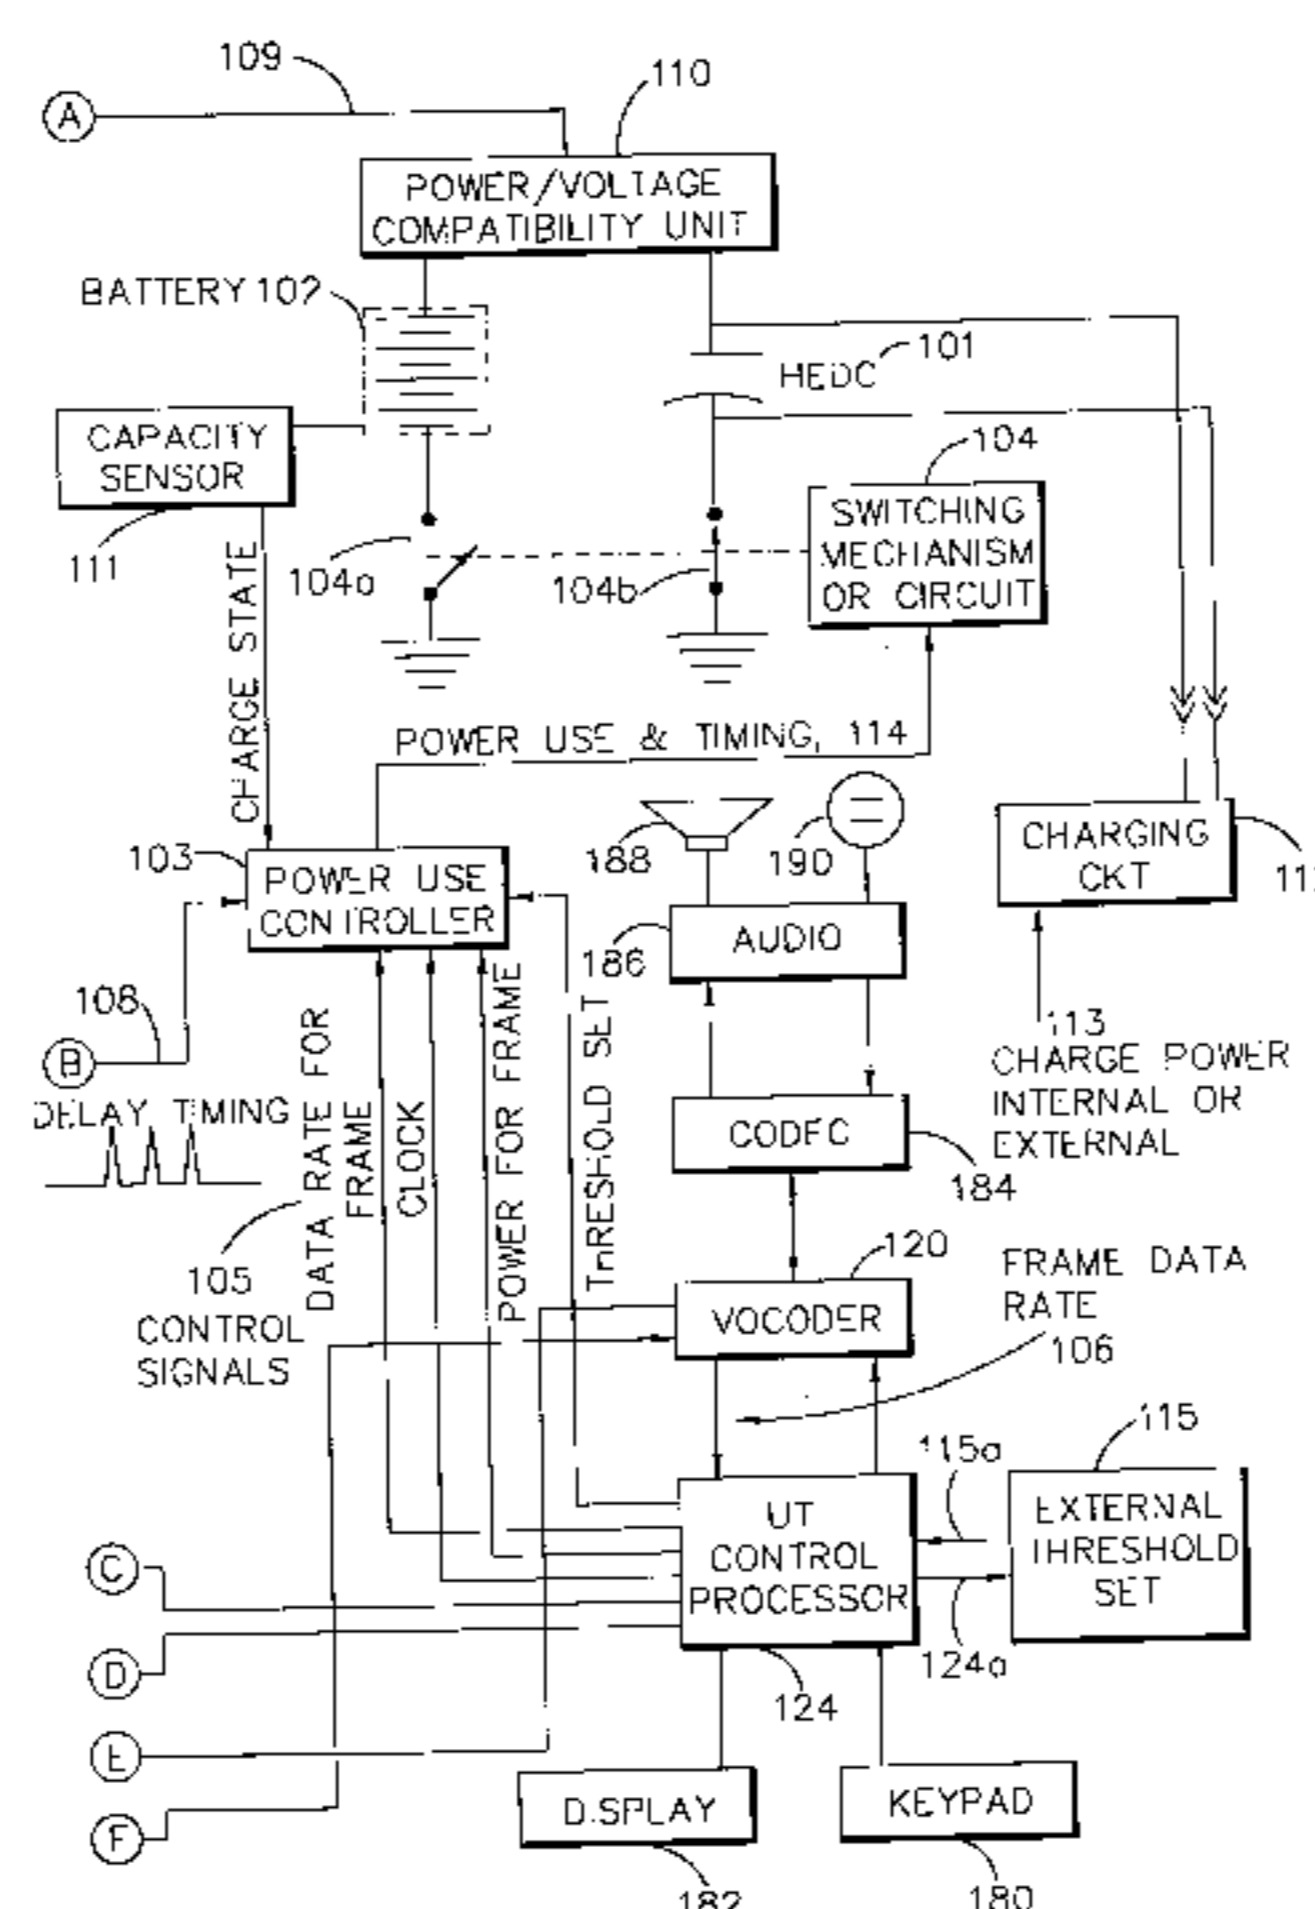 109
A
110
POWER/VOLTAGE
COMPATIBILITY UNIT
BATTERY 102
101
HEDC
CAPACITY
SENSOR
111
104
SWITCHING
MECHANISM
OR CIRCUIT
104a
104b
CHARGE STATE
POWER USE & TIMING, 114
103
POWER USE
CONTROLLER
188
190
CHARGING
CKT
186
AUDIO
108
B
DELAY TIMING
113
CHARGE POWER
INTERNAL OR
EXTERNAL
DATA RATE FOR
FRAME
CLOCK
POWER FOR FRAME
THRESHOLD SET
CODEC
184
105
CONTROL
SIGNALS
120
VOCODER
FRAME DATA
RATE
106
115
115a
EXTERNAL
THRESHOLD
SET
UT
CONTROL
PROCESSOR
124a
124
C
D
E
F
DISPLAY
182
KEYPAD
180